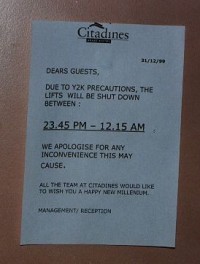 Citadines
31/12/99
DEARS GUESTS,
DUE TO Y2K PRECAUTIONS, THE
LIFTS WILL BE SHUT DOWN
BETWEEN :
23.45 PM – 12.15 AM
WE APOLOGISE FOR ANY
INCONVENIENCE THIS MAY
CAUSE.
ALL THE TEAM AT CITADINES WOULD LIKE
TO WISH YOU A HAPPY NEW MILLENIUM.
MANAGEMENT/ RECEPTION